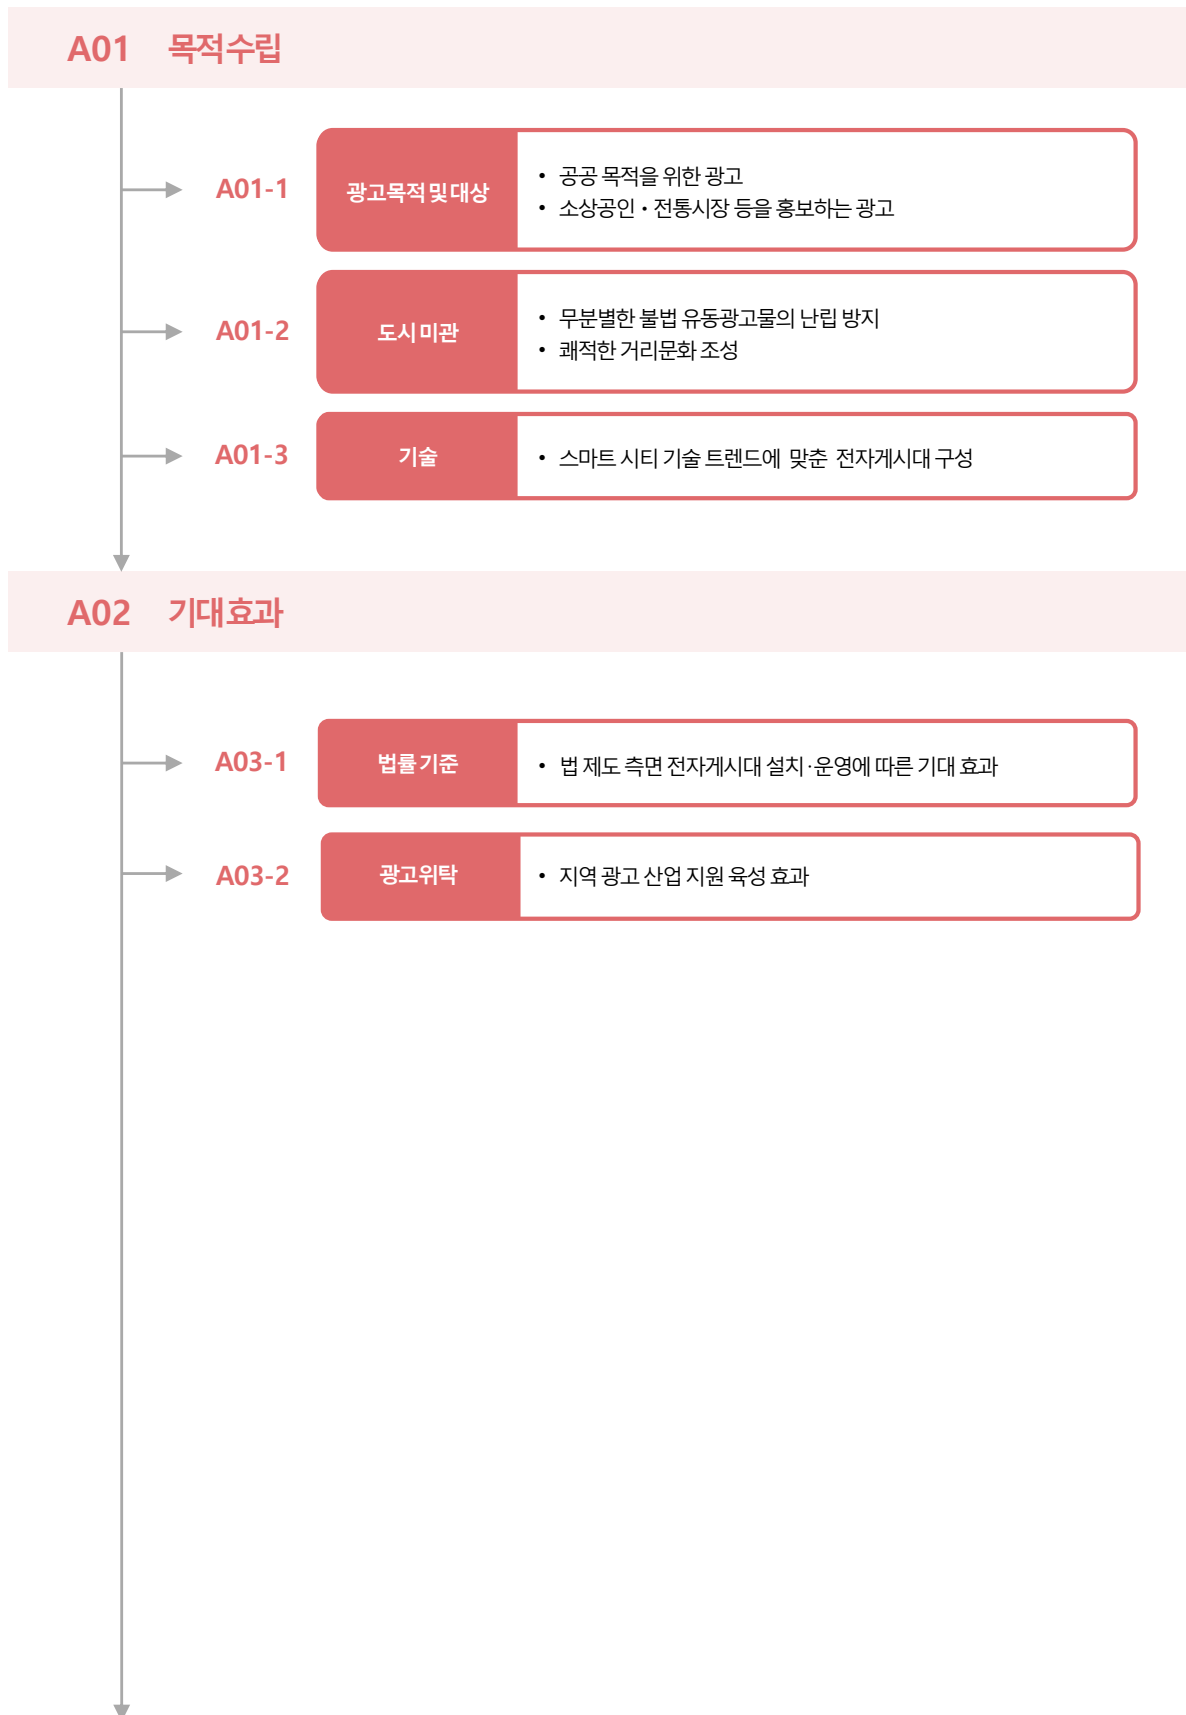 A01 목적수립
A01-1 광고목적 및 대상
• 공공 목적을 위한 광고
• 소상공인・전통시장 등을 홍보하는 광고
A01-2 도시 미관
• 무분별한 불법 유동광고물의 난립 방지
• 쾌적한 거리문화 조성
A01-3 기술
• 스마트 시티 기술 트렌드에 맞춘 전자게시대 구성
A02 기대효과
A03-1 법률 기준
• 법 제도 측면 전자게시대 설치·운영에 따른 기대 효과
A03-2 광고위탁
• 지역 광고 산업 지원 육성 효과